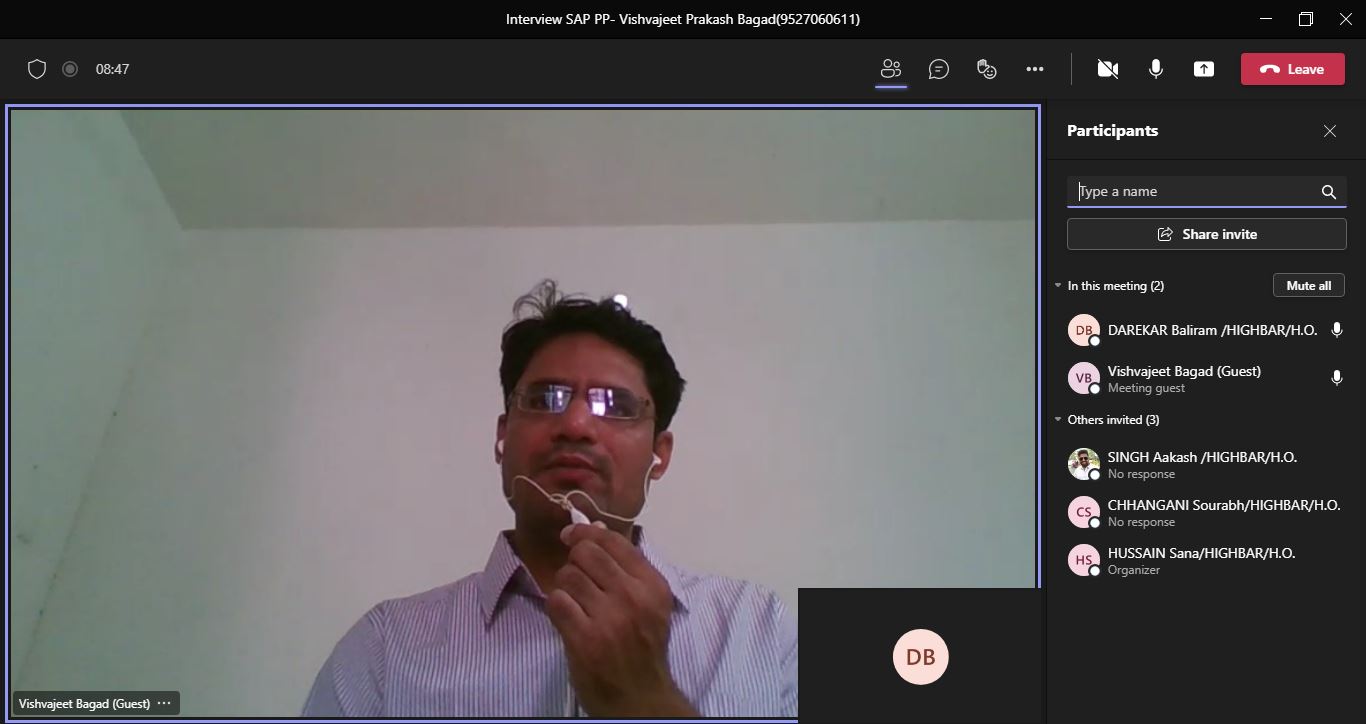 Interview SAP PP- Vishvajeet Prakash Bagad(9527060611)
08:47
Leave
Participants
Type a name
Share invite
In this meeting (2)
Mute all
DB
DAREKAR Baliram /HIGHBAR/H.O.
VB
Vishvajeet Bagad (Guest)
Meeting guest
Others invited (3)
SINGH Aakash /HIGHBAR/H.O.
No response
CS
CHHANGANI Sourabh/HIGHBAR/H.O.
No response
HS
HUSSAIN Sana/HIGHBAR/H.O.
Organizer
DB
Vishvajeet Bagad (Guest) ···